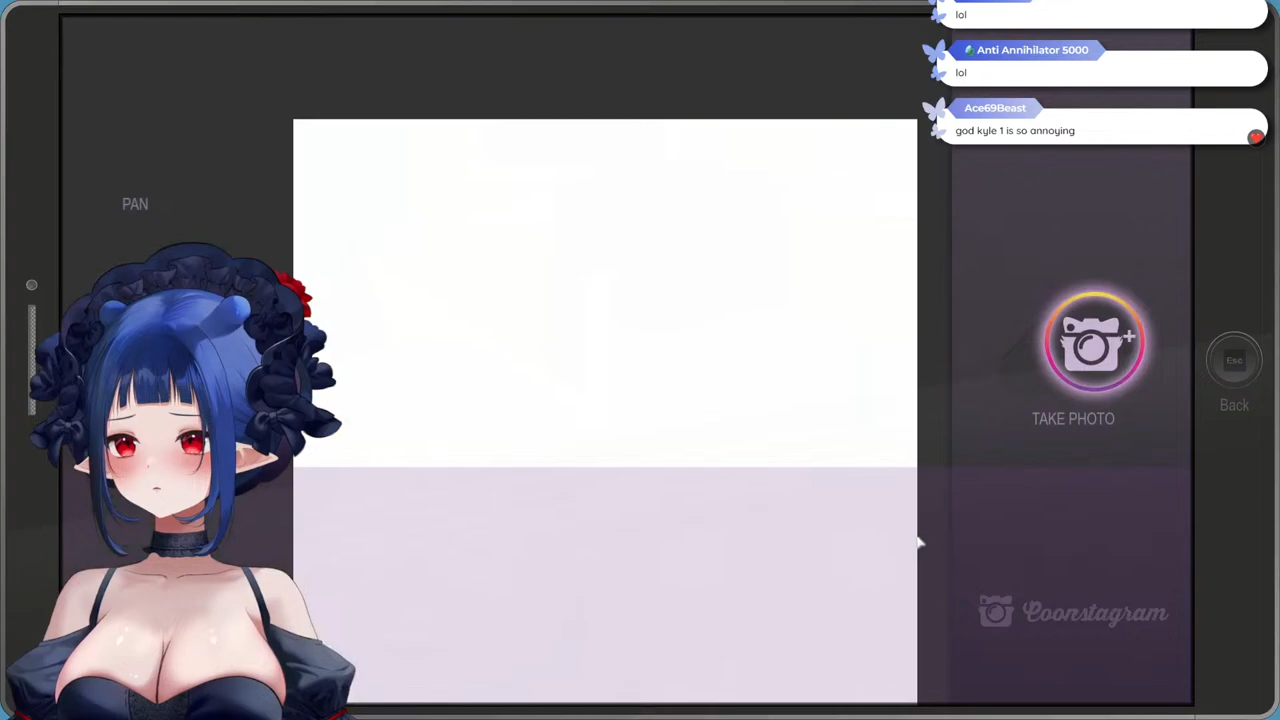 lol
Anti Annihilator 5000
lol
Ace69Beast
god kyle 1 is so annoying
PAN
TAKE PHOTO
Esc
Back
Coonstagram